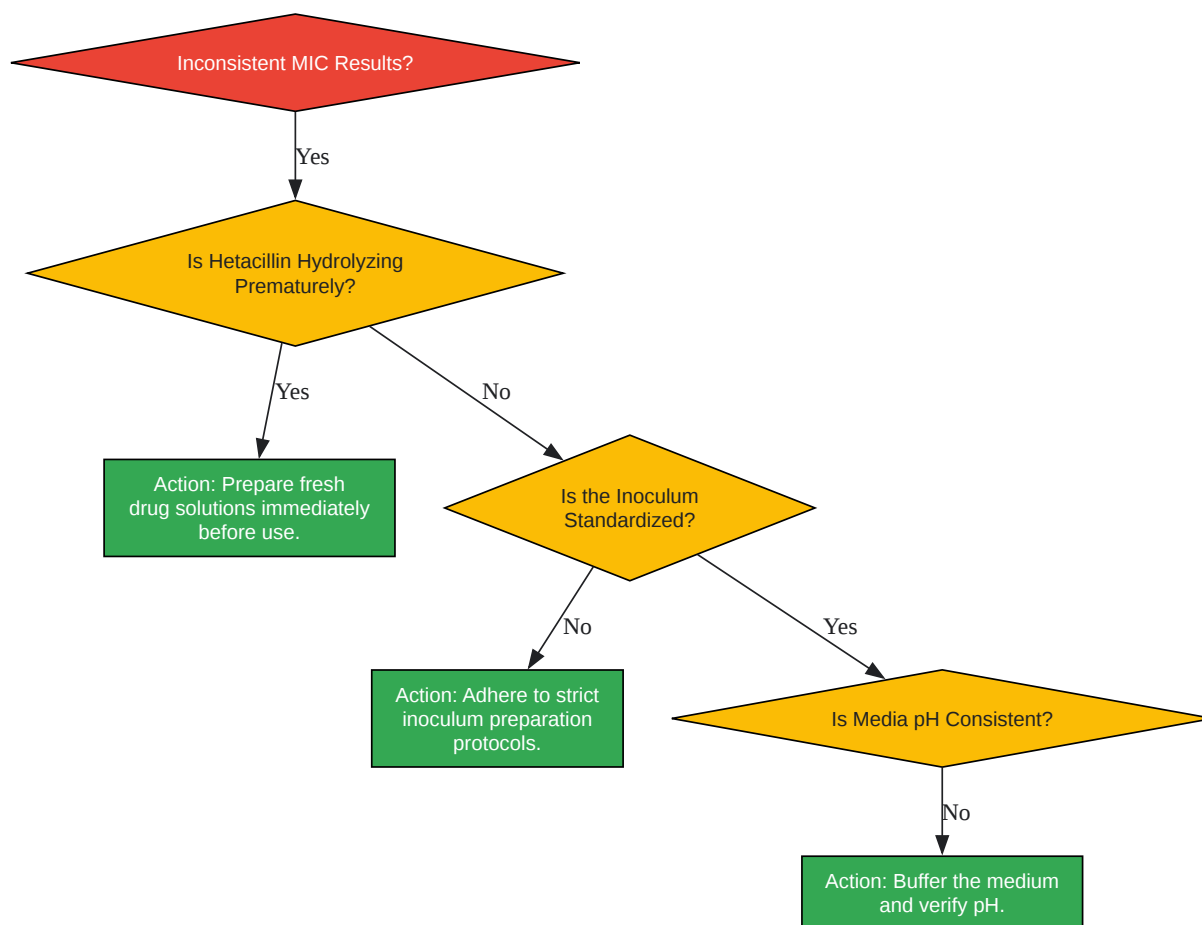 Inconsistent MIC Results?
Yes
Is Hetacillin Hydrolyzing
Prematurely?
Yes
No
Action: Prepare fresh
drug solutions immediately
before use.
Is the Inoculum
Standardized?
No
Yes
Action: Adhere to strict
inoculum preparation
protocols.
Is Media pH Consistent?
No
Action: Buffer the medium
and verify pH.